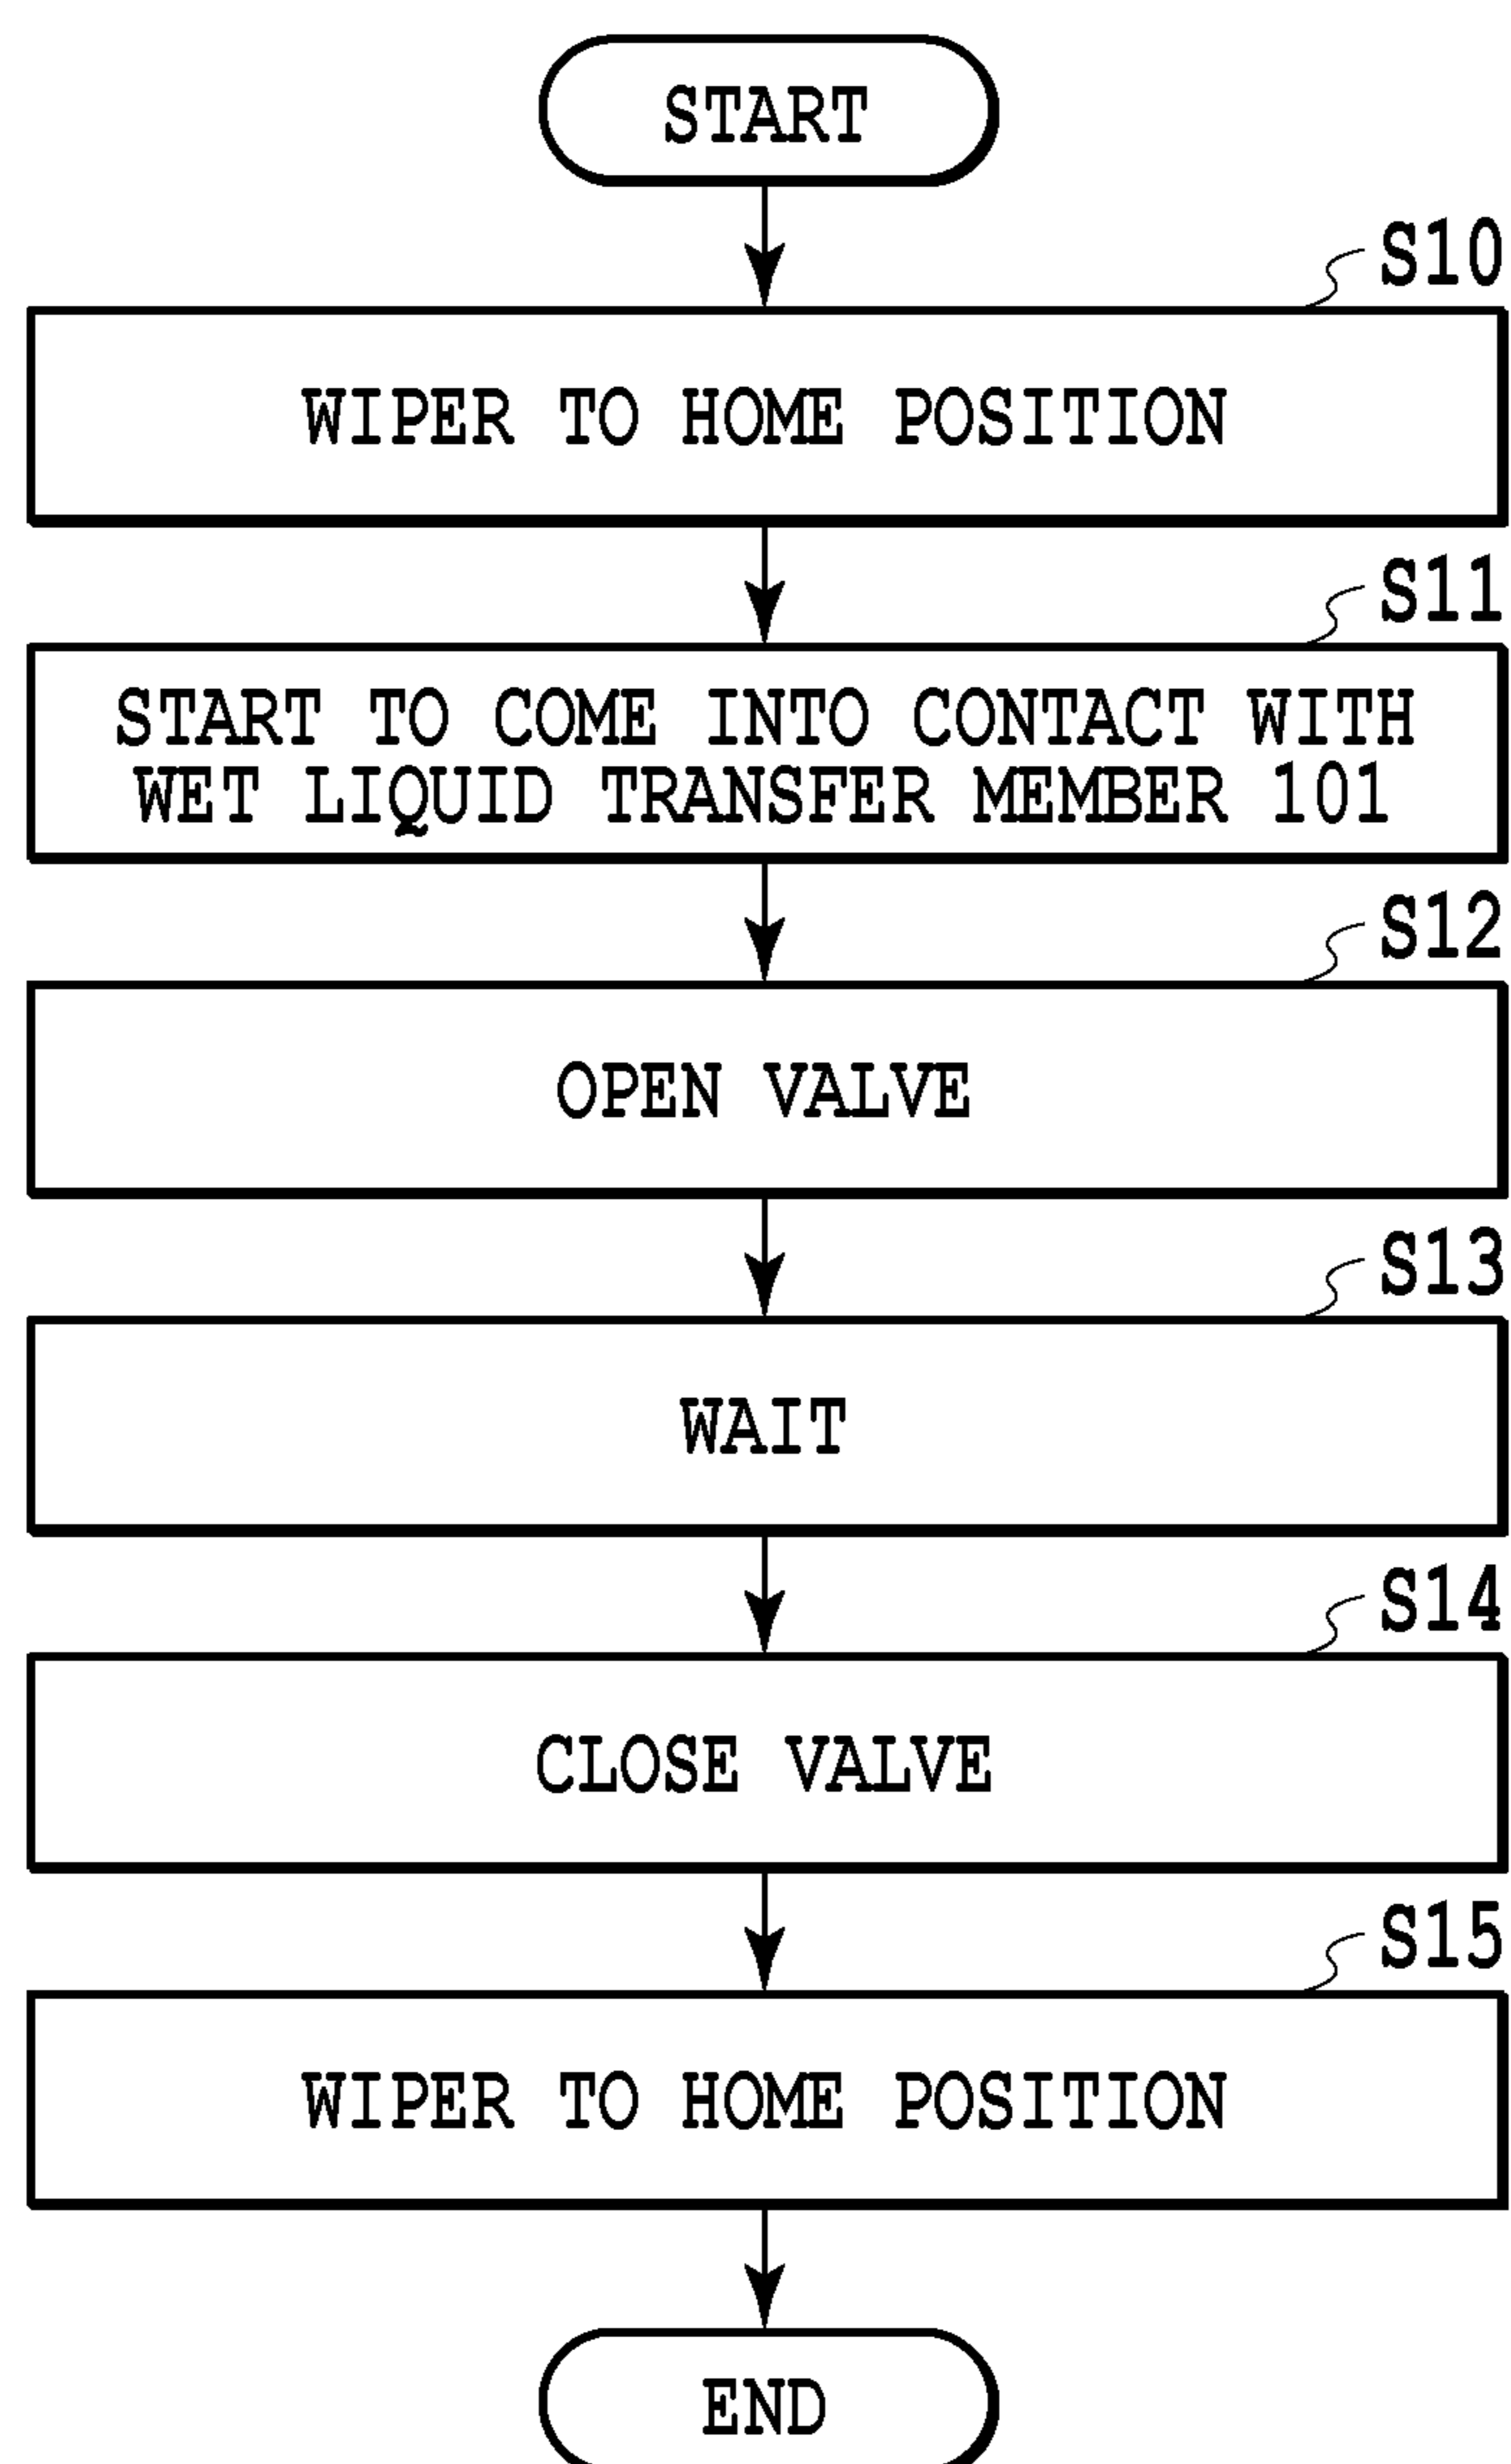 START
S10
WIPER TO HOME POSITION
S11
START TO COME INTO CONTACT WITH
WET LIQUID TRANSFER MEMBER 101
S12
OPEN VALVE
S13
WAIT
S14
CLOSE VALVE
S15
WIPER TO HOME POSITION
END